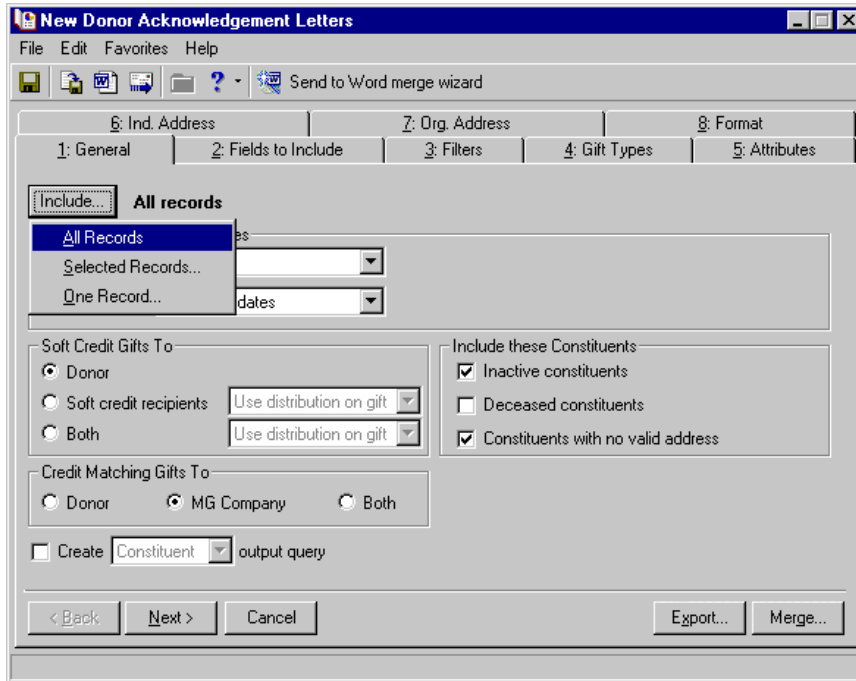 New Donor Acknowledgement Letters
File Edit Favorites Help
Send to Word merge wizard
6: Ind. Address 7: Org. Address 8: Format
1: General 2: Fields to Include 3: Filters 4: Gift Types 5: Attributes
Include... All records
All Records
Selected Records...
One Record...
dates
Soft Credit Gifts To
Donor
Soft credit recipients Use distribution on gift
Both Use distribution on gift
Include these Constituents
Inactive constituents
Deceased constituents
Constituents with no valid address
Credit Matching Gifts To
Donor MG Company Both
Create Constituent output query
< Back Next > Cancel Export... Merge...